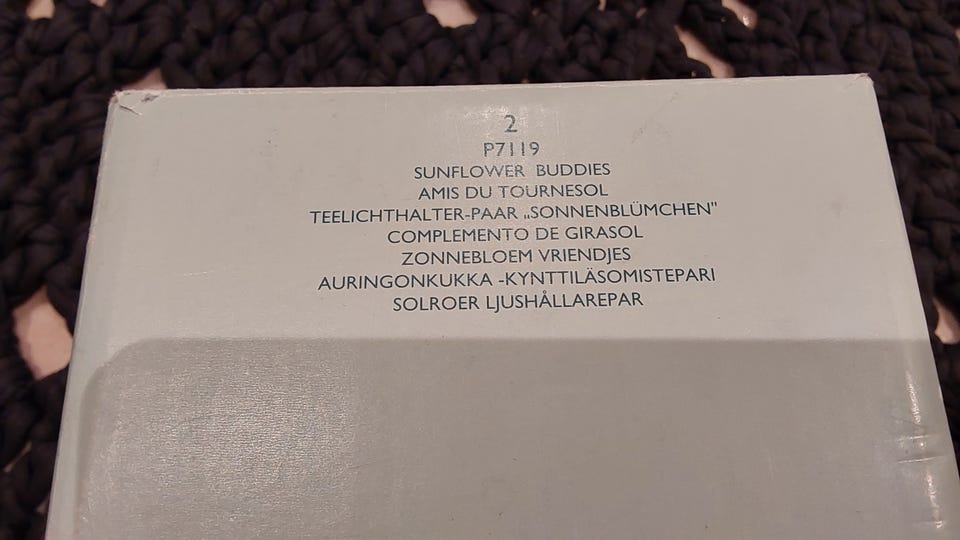 2
P7119
SUNFLOWER BUDDIES
AMIS DU TOURNESOL
TEELICHTHALTER-PAAR „SONNENBLÜMCHEN"
COMPLEMENTO DE GIRASOL
ZONNEBLOEM VRIENDJES
AURINGONKUKKA -KYNTTILÄSOMISTEPARI
SOLROER LJUSHÅLLAREPAR